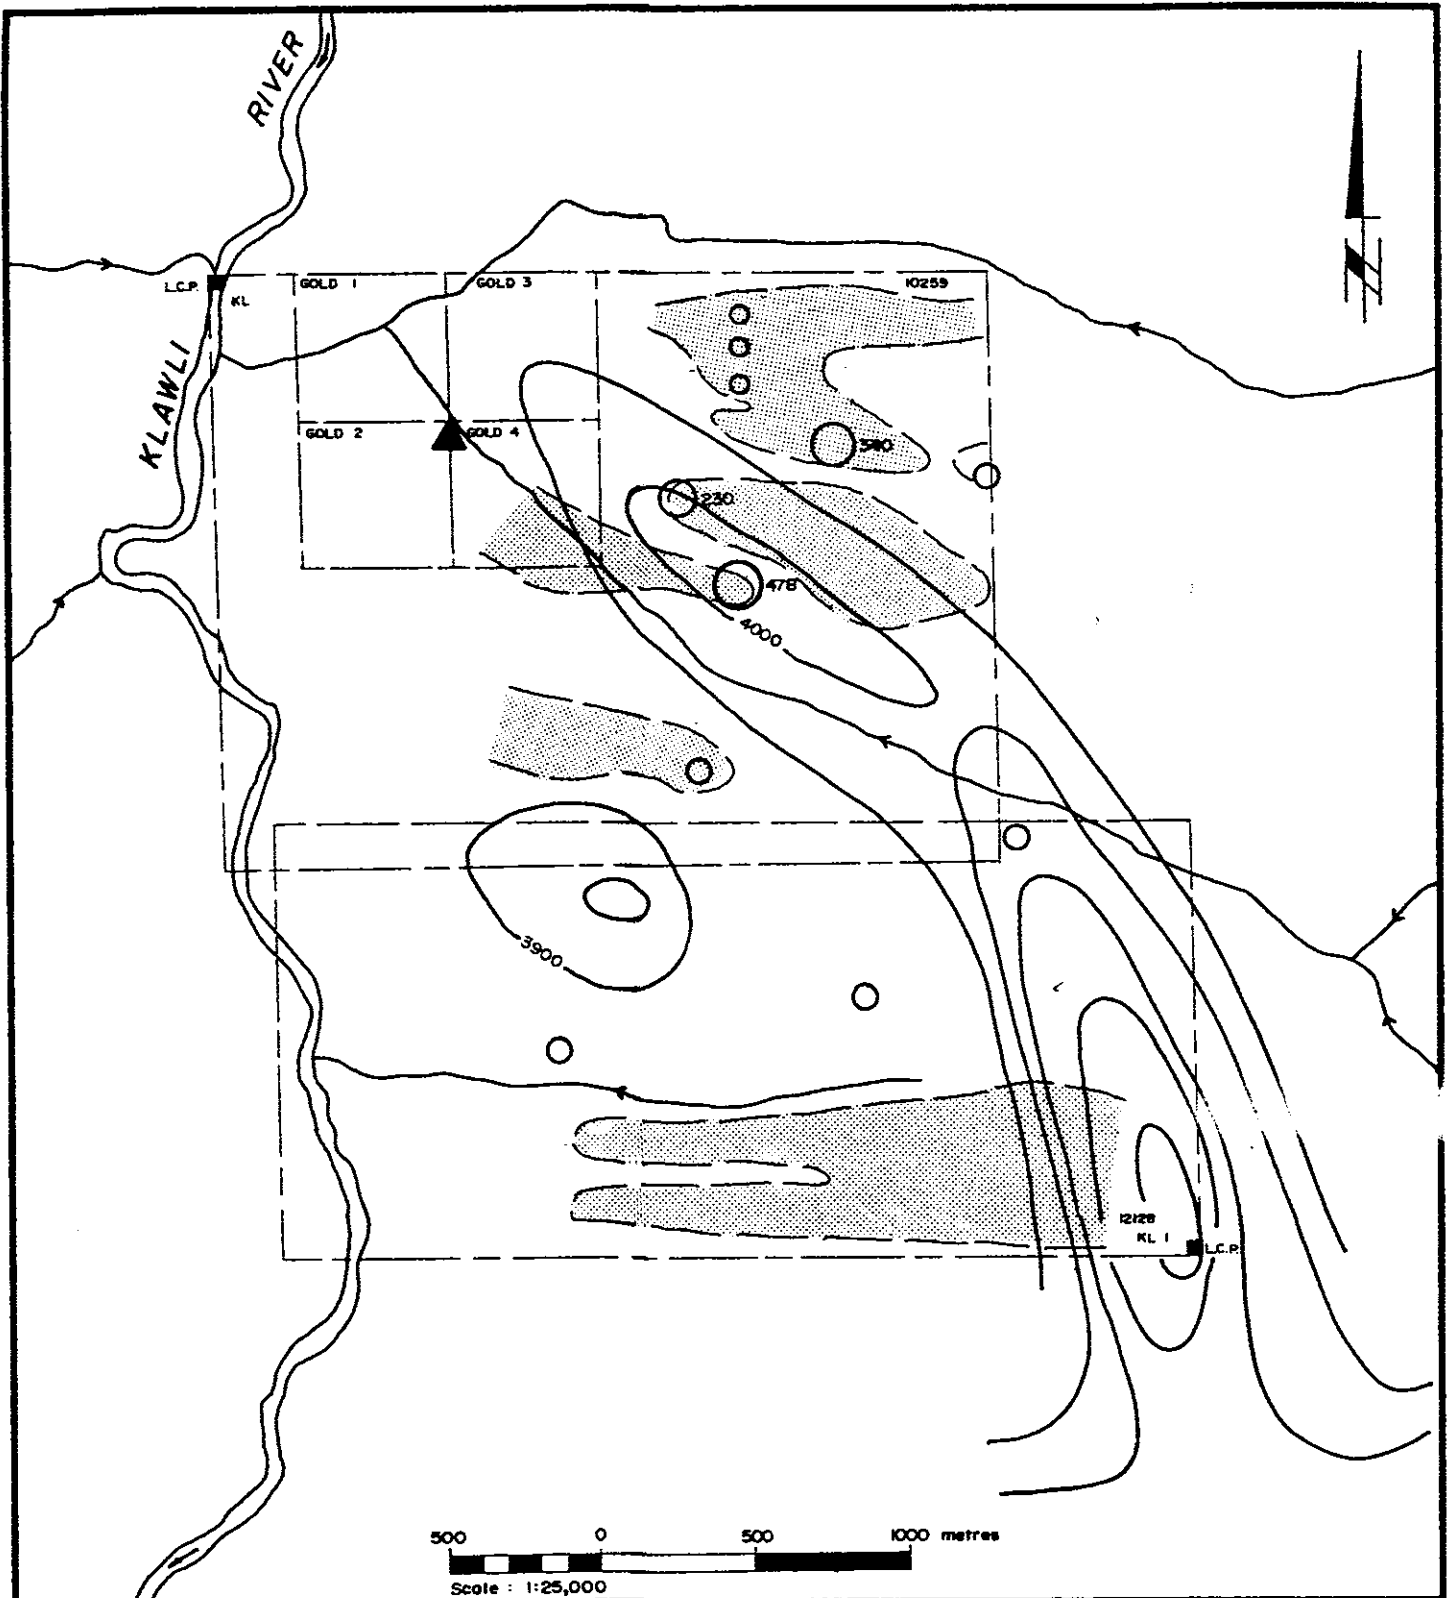 RIVER
L.C.P.
KL
GOLD 1
GOLD 3
10259
KLAWLI
GOLD 2
GOLD 4
230
478
4000
3900
12128
KL 1
L.C.P.
500 0 500 1000 metres
Scale : 1:25,000